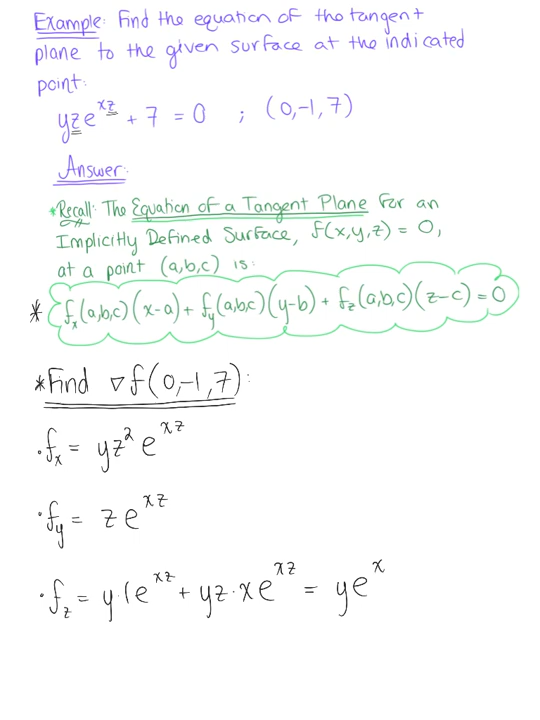 Example: Find the equation of the tangent
plane to the given surface at the indicated
point:
yze^xz + 7 = 0 ; (0,-1,7)
Answer:
*Recall: The Equation of a Tangent Plane for an
Implicitly Defined Surface, f(x,y,z) = 0,
at a point (a,b,c) is:
* f_x(a,b,c)(x-a) + f_y(a,b,c)(y-b) + f_z(a,b,c)(z-c) = 0
*Find ∇f(0,-1,7):
• f_x = yz²e^xz
• f_y = ze^xz
• f_z = y·1e^xz + yz·xe^xz = ye^x